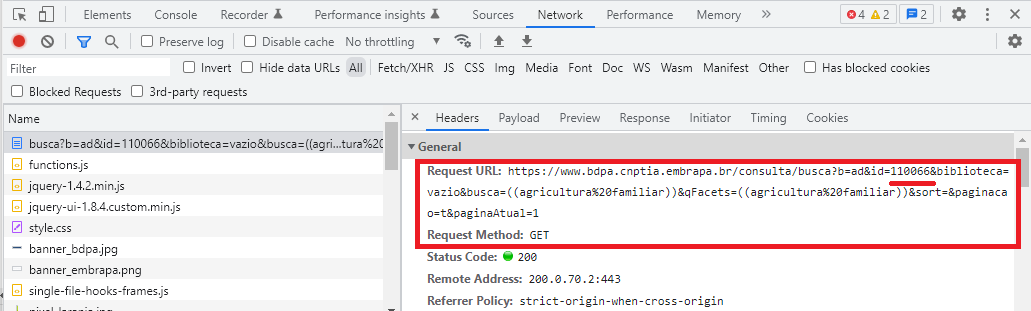 Elements Console Recorder Performance insights Sources Network Performance Memory 4 2 2
Preserve log Disable cache No throttling
Filter Invert Hide data URLs All Fetch/XHR JS CSS Img Media Font Doc WS Wasm Manifest Other Has blocked cookies
Blocked Requests 3rd-party requests
Name
busca?b=ad&id=110066&biblioteca=vazio&busca=((agri...tura%20
functions.js
jquery-1.4.2.min.js
jquery-ui-1.8.4.custom.min.js
style.css
banner_bdpa.jpg
banner_embrapa.png
single-file-hooks-frames.js
pixel-laranja.jpg
Headers Payload Preview Response Initiator Timing Cookies
General
Request URL: https://www.bdpa.cnptia.embrapa.br/consulta/busca?b=ad&id=110066&biblioteca=
vazio&busca=((agricultura%20familiar))&qFacets=((agricultura%20familiar))&sort=&paginaca
o=t&paginaAtual=1
Request Method: GET
Status Code: 200
Remote Address: 200.0.70.2:443
Referrer Policy: strict-origin-when-cross-origin